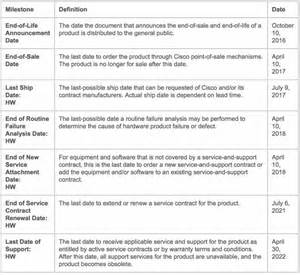 Milestone Definition Date
End-of-Life
Announcement
Date
The date the document that announces the end-of-sale and end-of-life of a
product is distributed to the general public.
October
10,
2016
End-of-Sale
Date
The last date to order the product through Cisco point-of-sale mechanisms.
The product is no longer for sale after this date.
April
10,
2017
Last Ship
Date:
HW
The last-possible ship date that can be requested of Cisco and/or its
contract manufacturers. Actual ship date is dependent on lead time.
July 9,
2017
End of Routine
Failure
Analysis Date:
HW
The last-possible date a routine failure analysis may be performed to
determine the cause of hardware product failure or defect.
April
10,
2018
End of New
Service
Attachment
Date:
HW
For equipment and software that is not covered by a service-and-support
contract, this is the last date to order a new service-and-support contract or
add the equipment and/or software to an existing service-and-support
contract.
April
10,
2018
End of Service
Contract
Renewal Date:
HW
The last date to extend or renew a service contract for the product.
July 6,
2021
Last Date of
Support:
HW
The last date to receive applicable service and support for the product as
entitled by active service contracts or by warranty terms and conditions.
After this date, all support services for the product are unavailable, and the
product becomes obsolete.
April
30,
2022